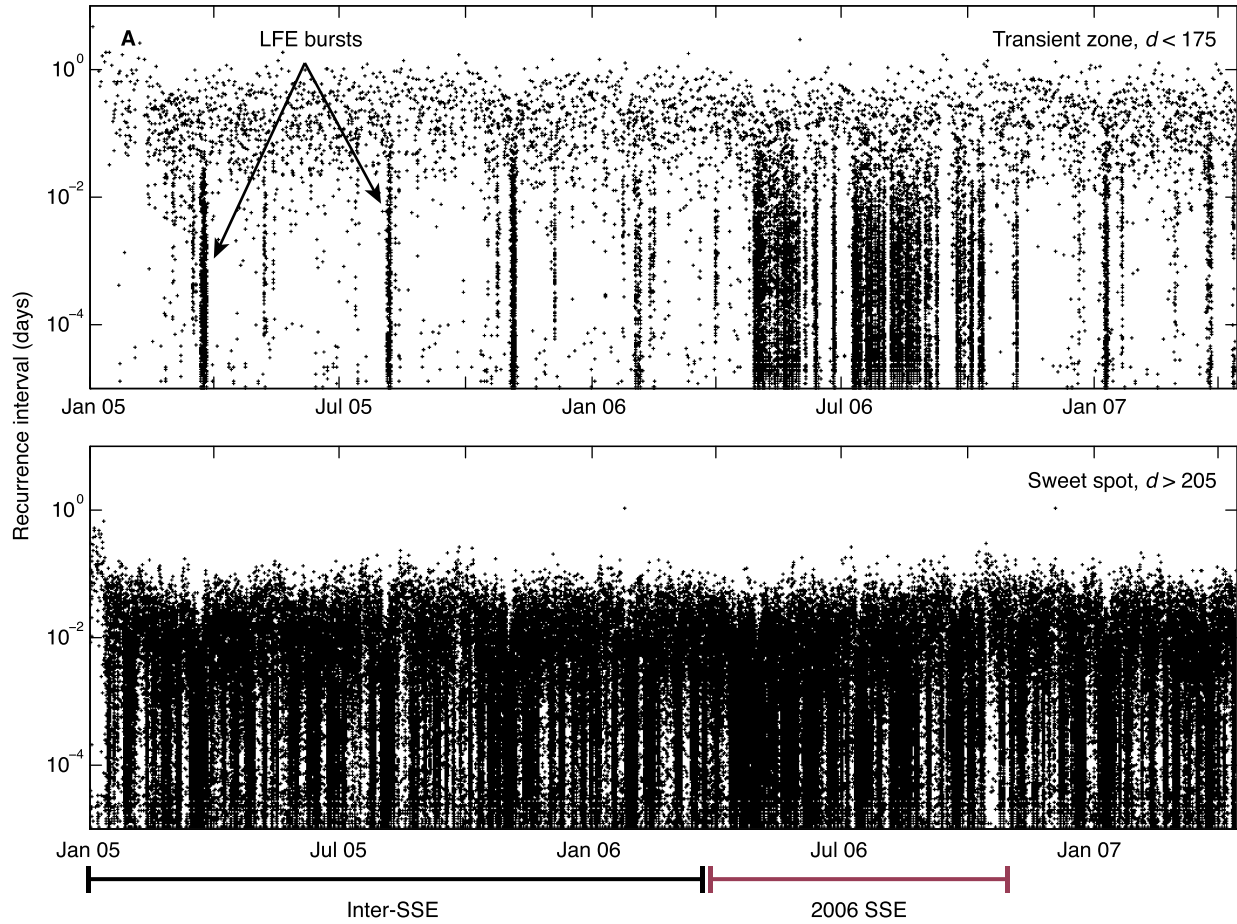 A
LFE bursts
Transient zone, d < 175
10^0
10^−2
10^−4
Jan 05 Jul 05 Jan 06 Jul 06 Jan 07
Recurrence interval (days)
Sweet spot, d > 205
10^0
10^−2
10^−4
Jan 05 Jul 05 Jan 06 Jul 06 Jan 07
Inter-SSE 2006 SSE